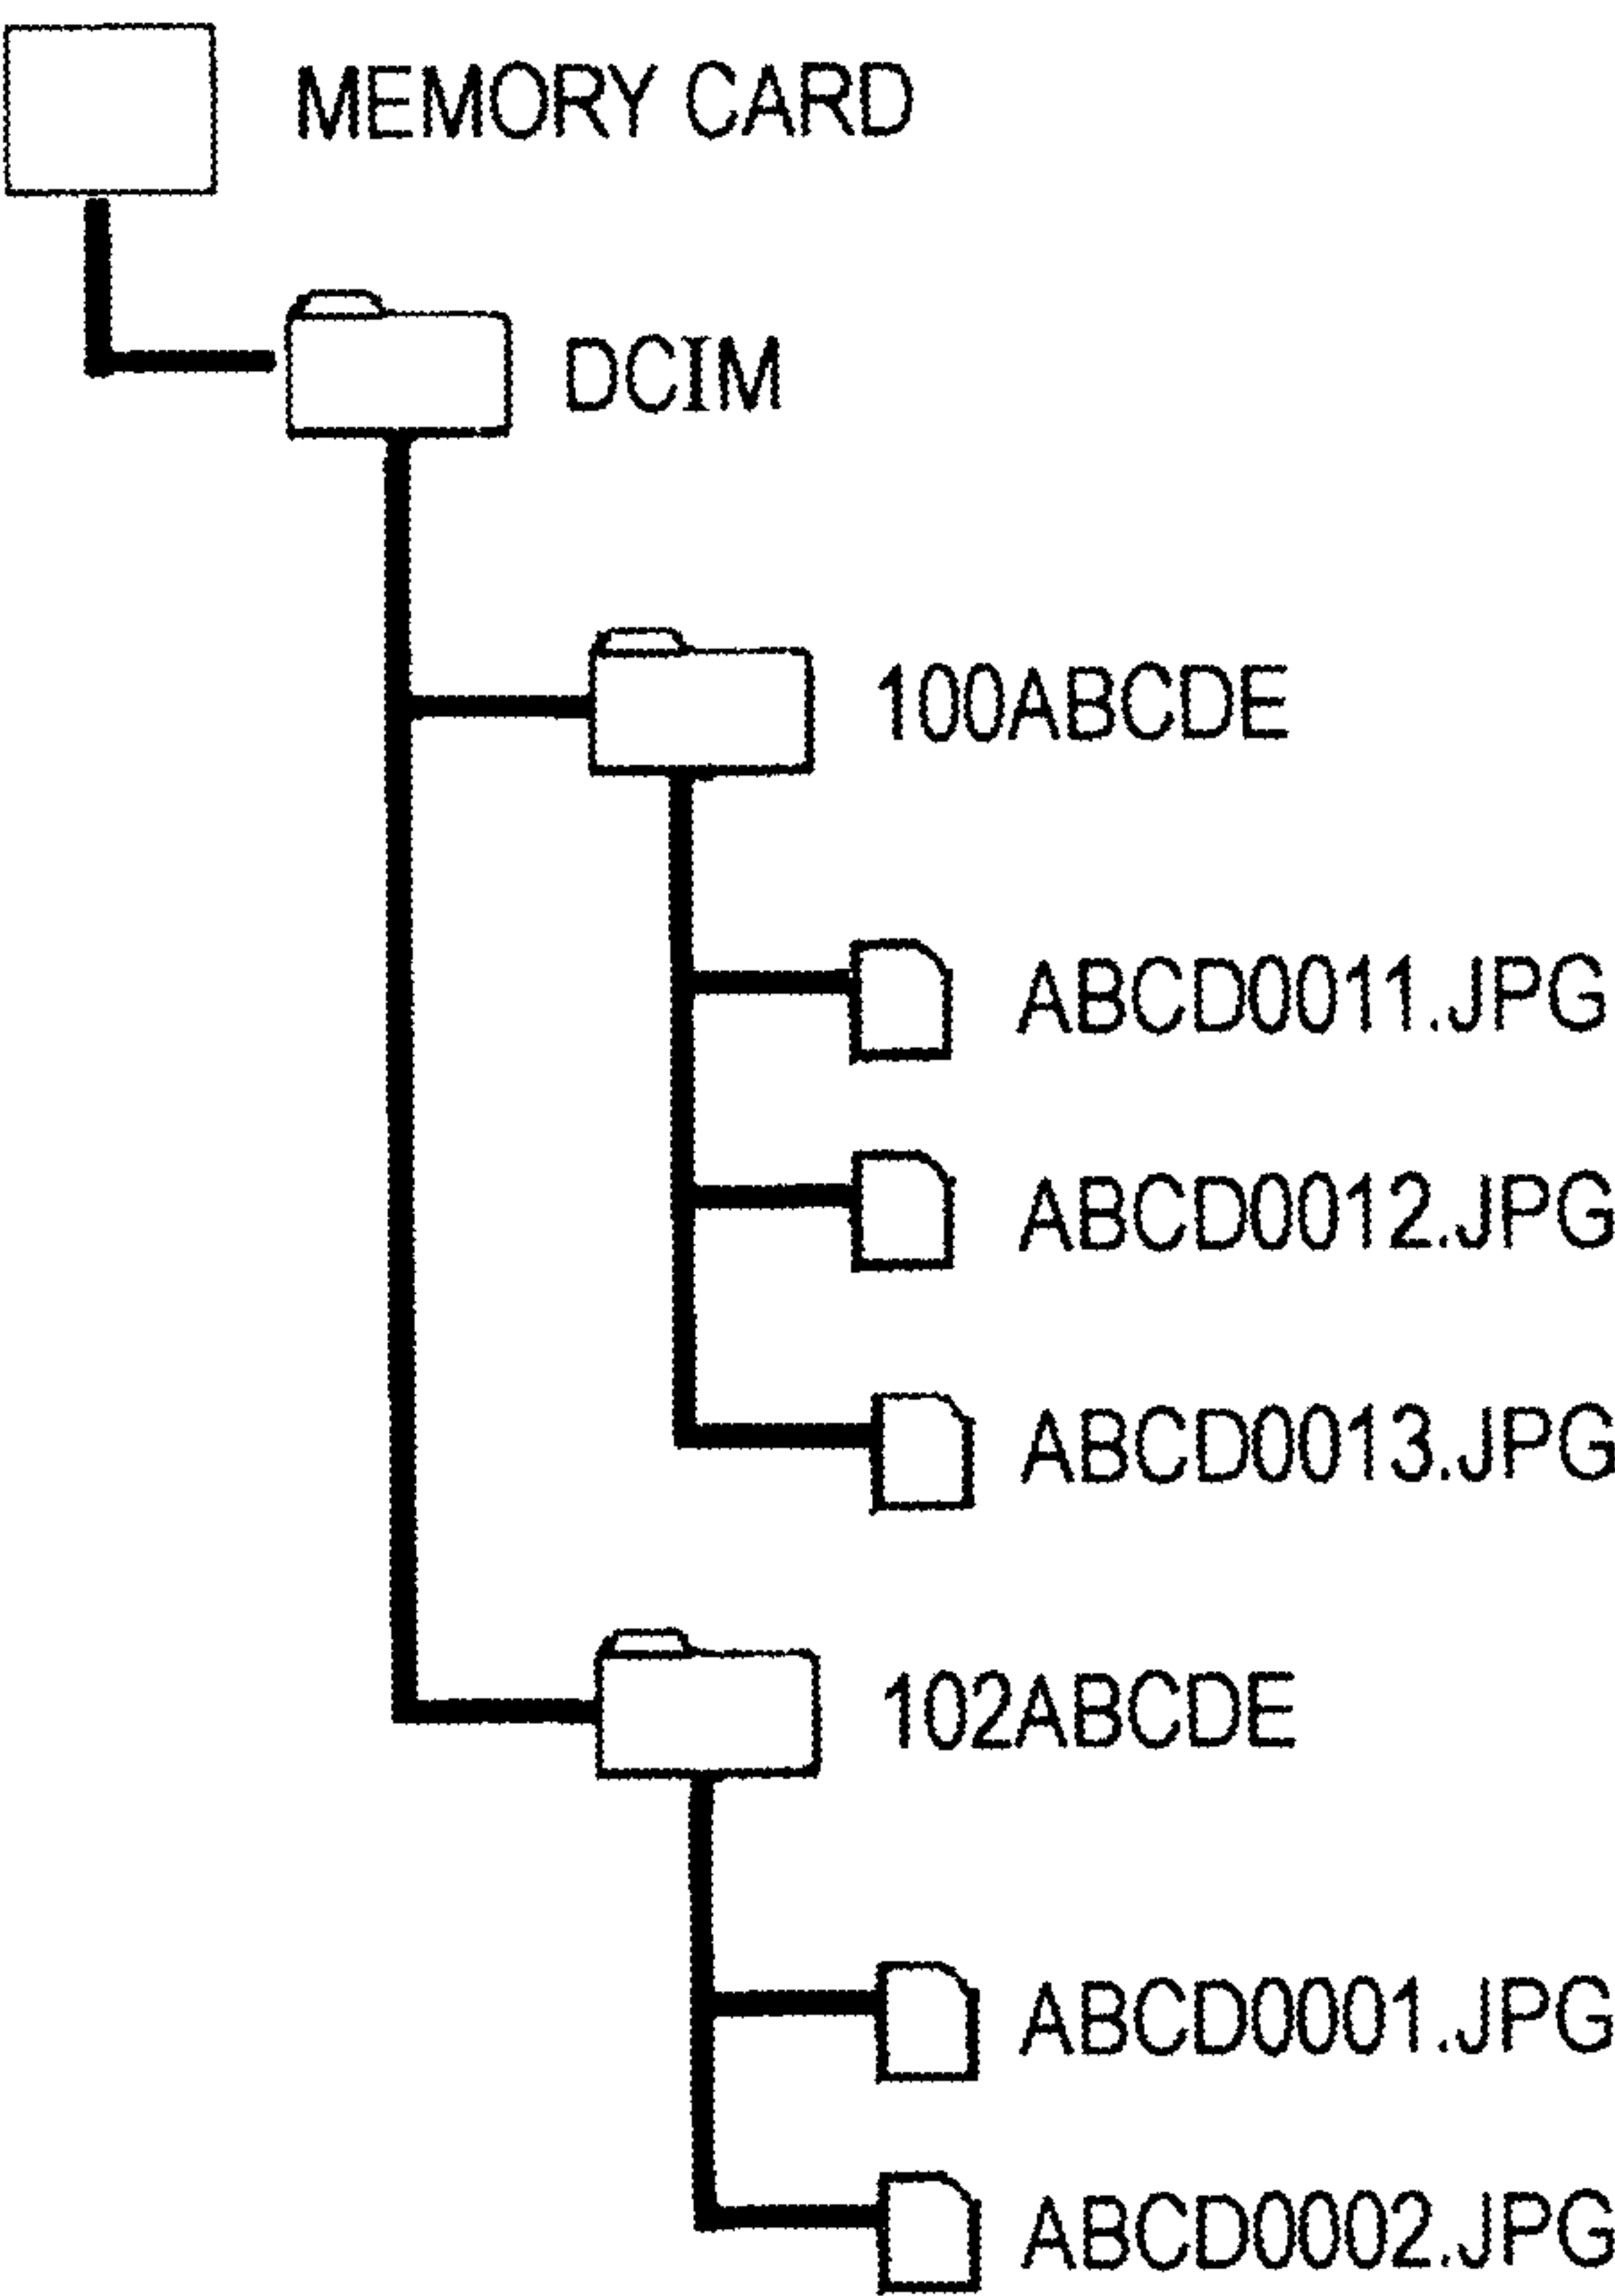 MEMORY CARD
DCIM
100ABCDE
ABCD0011.JPG
ABCD0012.JPG
ABCD0013.JPG
102ABCDE
ABCD0001.JPG
ABCD0002.JPG